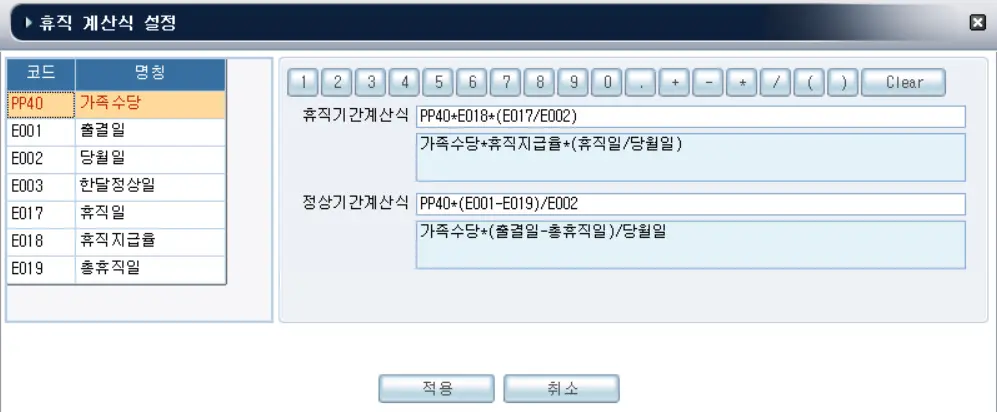 휴직 계산식 설정
코드 명칭
PP40 가족수당
E001 출결일
E002 당월일
E003 한달정상일
E017 휴직일
E018 휴직지급율
E019 총휴직일
1 2 3 4 5 6 7 8 9 0 . + - * / ( ) Clear
휴직기간계산식 PP40*E018*(E017/E002)
가족수당*휴직지급율*(휴직일/당월일)
정상기간계산식 PP40*(E001-E019)/E002
가족수당*(출결일-총휴직일)/당월일
적용 취소